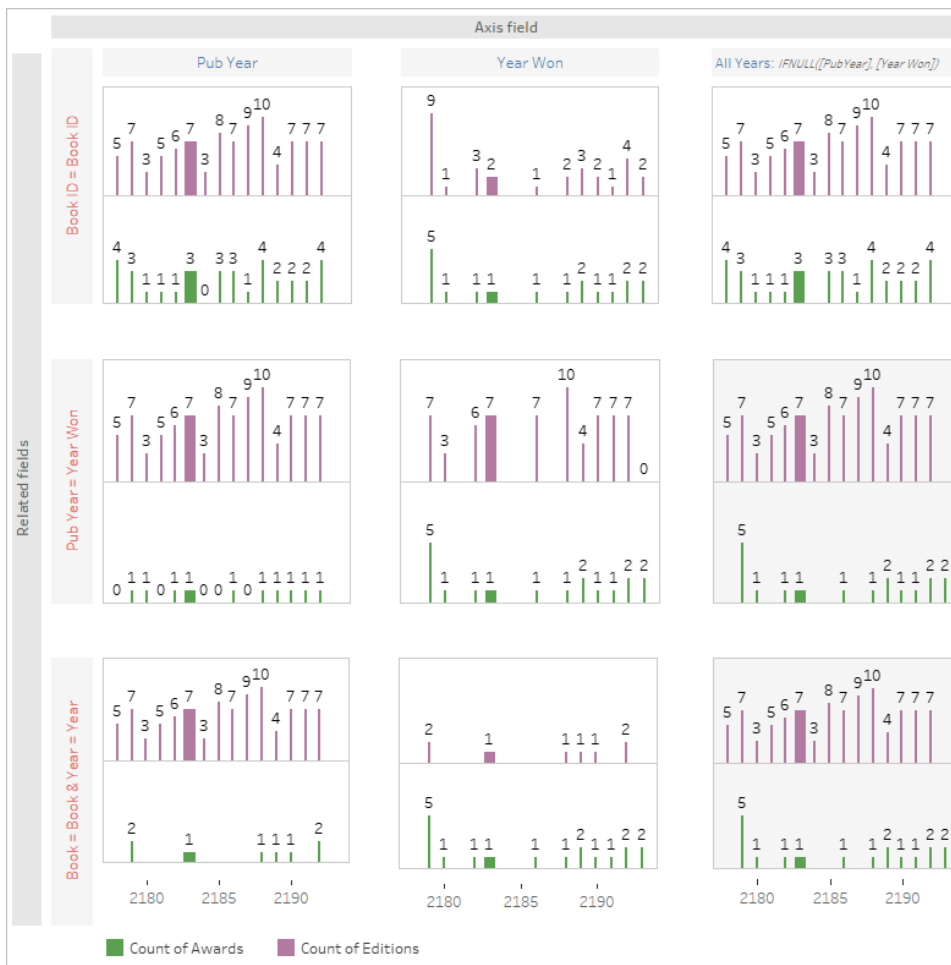 Axis field
Related fields
Pub Year
Year Won
All Years: IFNULL([PubYear], [Year Won])
Book ID = Book ID
5 7 3 5 6 7 3 8 7 9 10 4 7 7 7
4 3 1 1 1 3 0 3 3 1 4 2 2 2 4
9 1 3 2 1 2 3 2 1 4 2
5 1 1 1 1 1 2 1 1 2 2
5 7 3 5 6 7 3 8 7 9 10 4 7 7 7
4 3 1 1 1 3 3 3 1 4 2 2 2 4
Pub Year = Year Won
5 7 3 5 6 7 3 8 7 9 10 4 7 7 7
0 1 1 0 1 1 0 0 1 0 1 1 1 1 1
7 3 6 7 7 10 4 7 7 7 0
5 1 1 1 1 1 2 1 1 2 2
5 7 3 5 6 7 3 8 7 9 10 4 7 7 7
5 1 1 1 1 1 2 1 1 2 2
Book = Book & Year = Year
5 7 3 5 6 7 3 8 7 9 10 4 7 7 7
2 1 1 1 1 2
2 1 1 1 1 2
5 1 1 1 1 1 2 1 1 2 2
5 7 3 5 6 7 3 8 7 9 10 4 7 7 7
5 1 1 1 1 1 2 1 1 2 2
2180 2185 2190
2180 2185 2190
2180 2185 2190
Count of Awards
Count of Editions